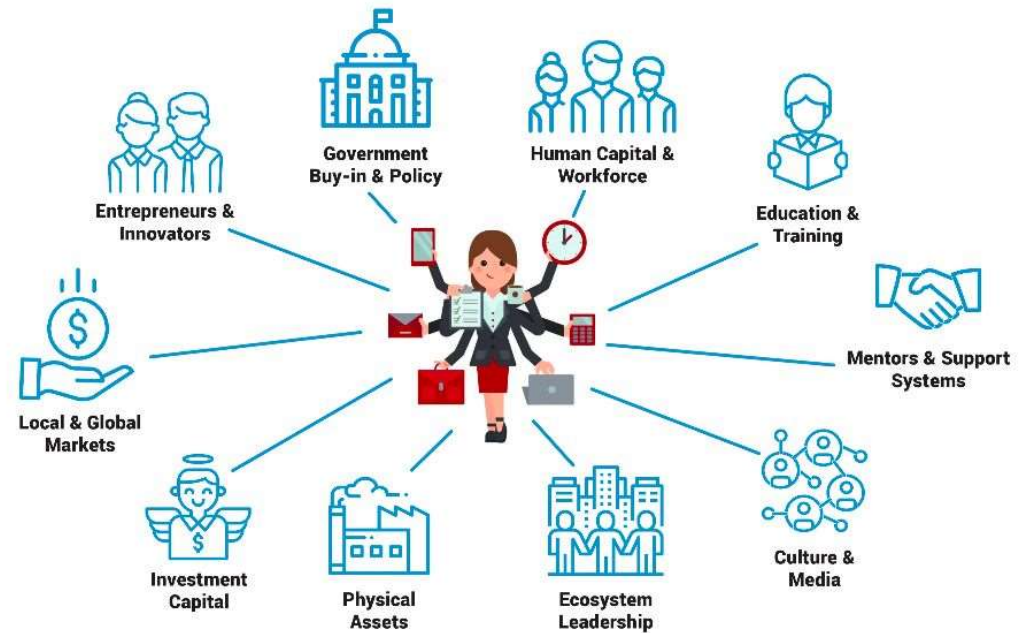 Government
Buy-in & Policy
Human Capital &
Workforce
Entrepreneurs &
Innovators
Education &
Training
Mentors & Support
Systems
Local & Global
Markets
$
Investment
Capital
$
Physical
Assets
Ecosystem
Leadership
Culture &
Media